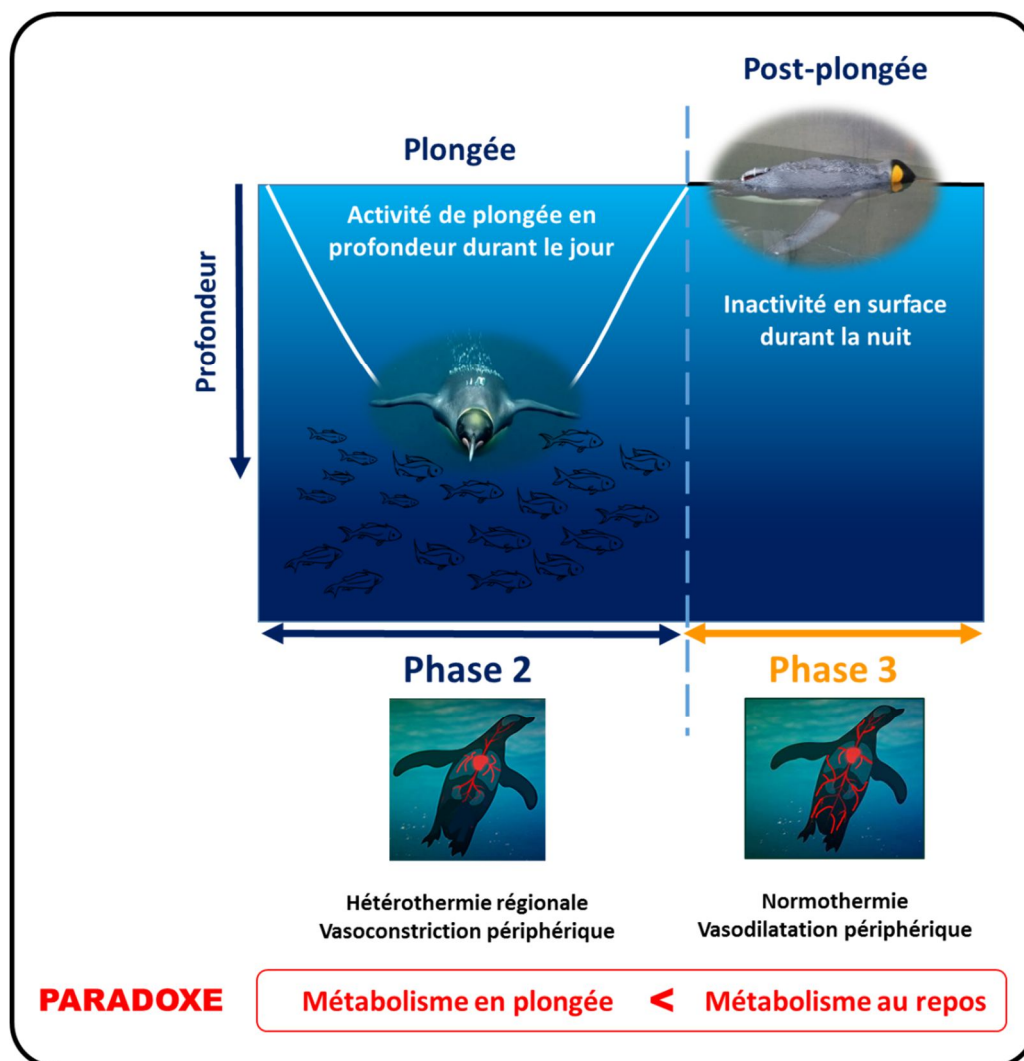 Post-plongée
Plongée
Activité de plongée en
profondeur durant le jour
Profondeur
Inactivité en surface
durant la nuit
Phase 2
Phase 3
Hétérothermie régionale
Vasoconstriction périphérique
Normothermie
Vasodilatation périphérique
PARADOXE
Métabolisme en plongée < Métabolisme au repos